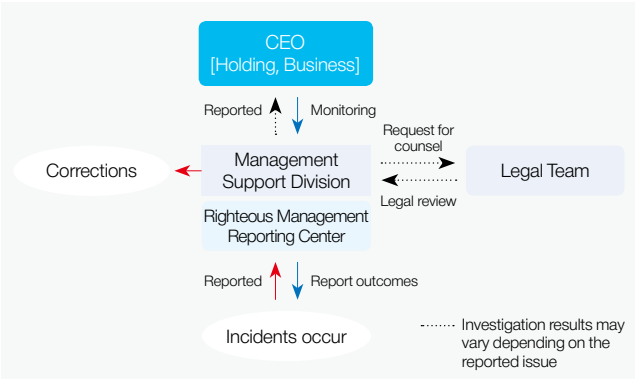 CEO
[Holding, Business]
Reported
Monitoring
Request for
counsel
Corrections
Management
Support Division
Legal Team
Legal review
Righteous Management
Reporting Center
Reported
Report outcomes
Incidents occur
Investigation results may
vary depending on the
reported issue